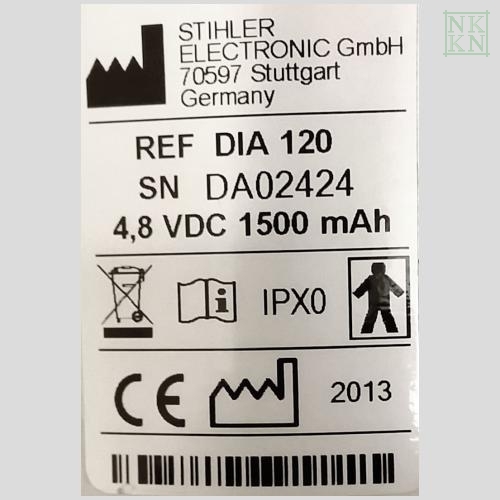 STIHLER
ELECTRONIC GmbH
70597 Stuttgart
Germany
REF DIA 120
SN DA02424
4,8 VDC 1500 mAh
i IPX0
CE 2013
NK
KN